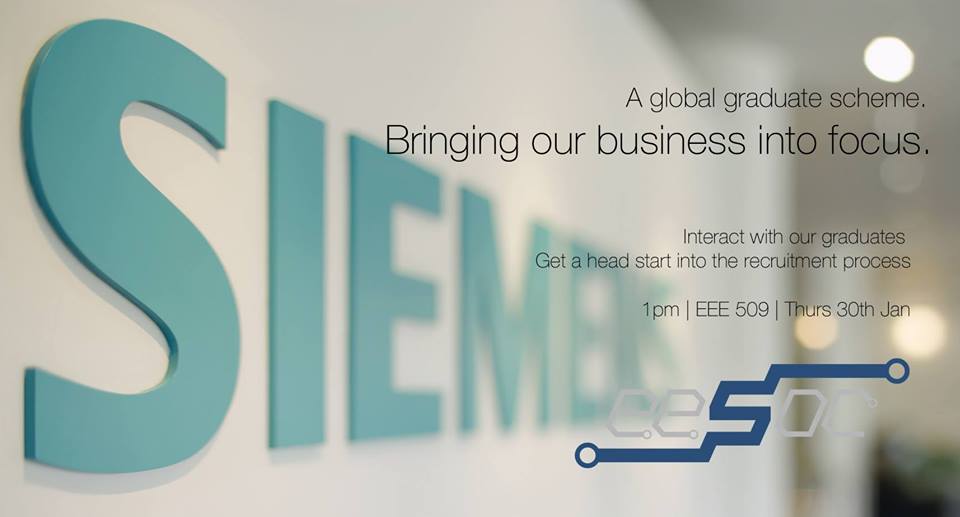 SIEMENS
A global graduate scheme.
Bringing our business into focus.
Interact with our graduates
Get a head start into the recruitment process
1pm | EEE 509 | Thurs 30th Jan
eesoc